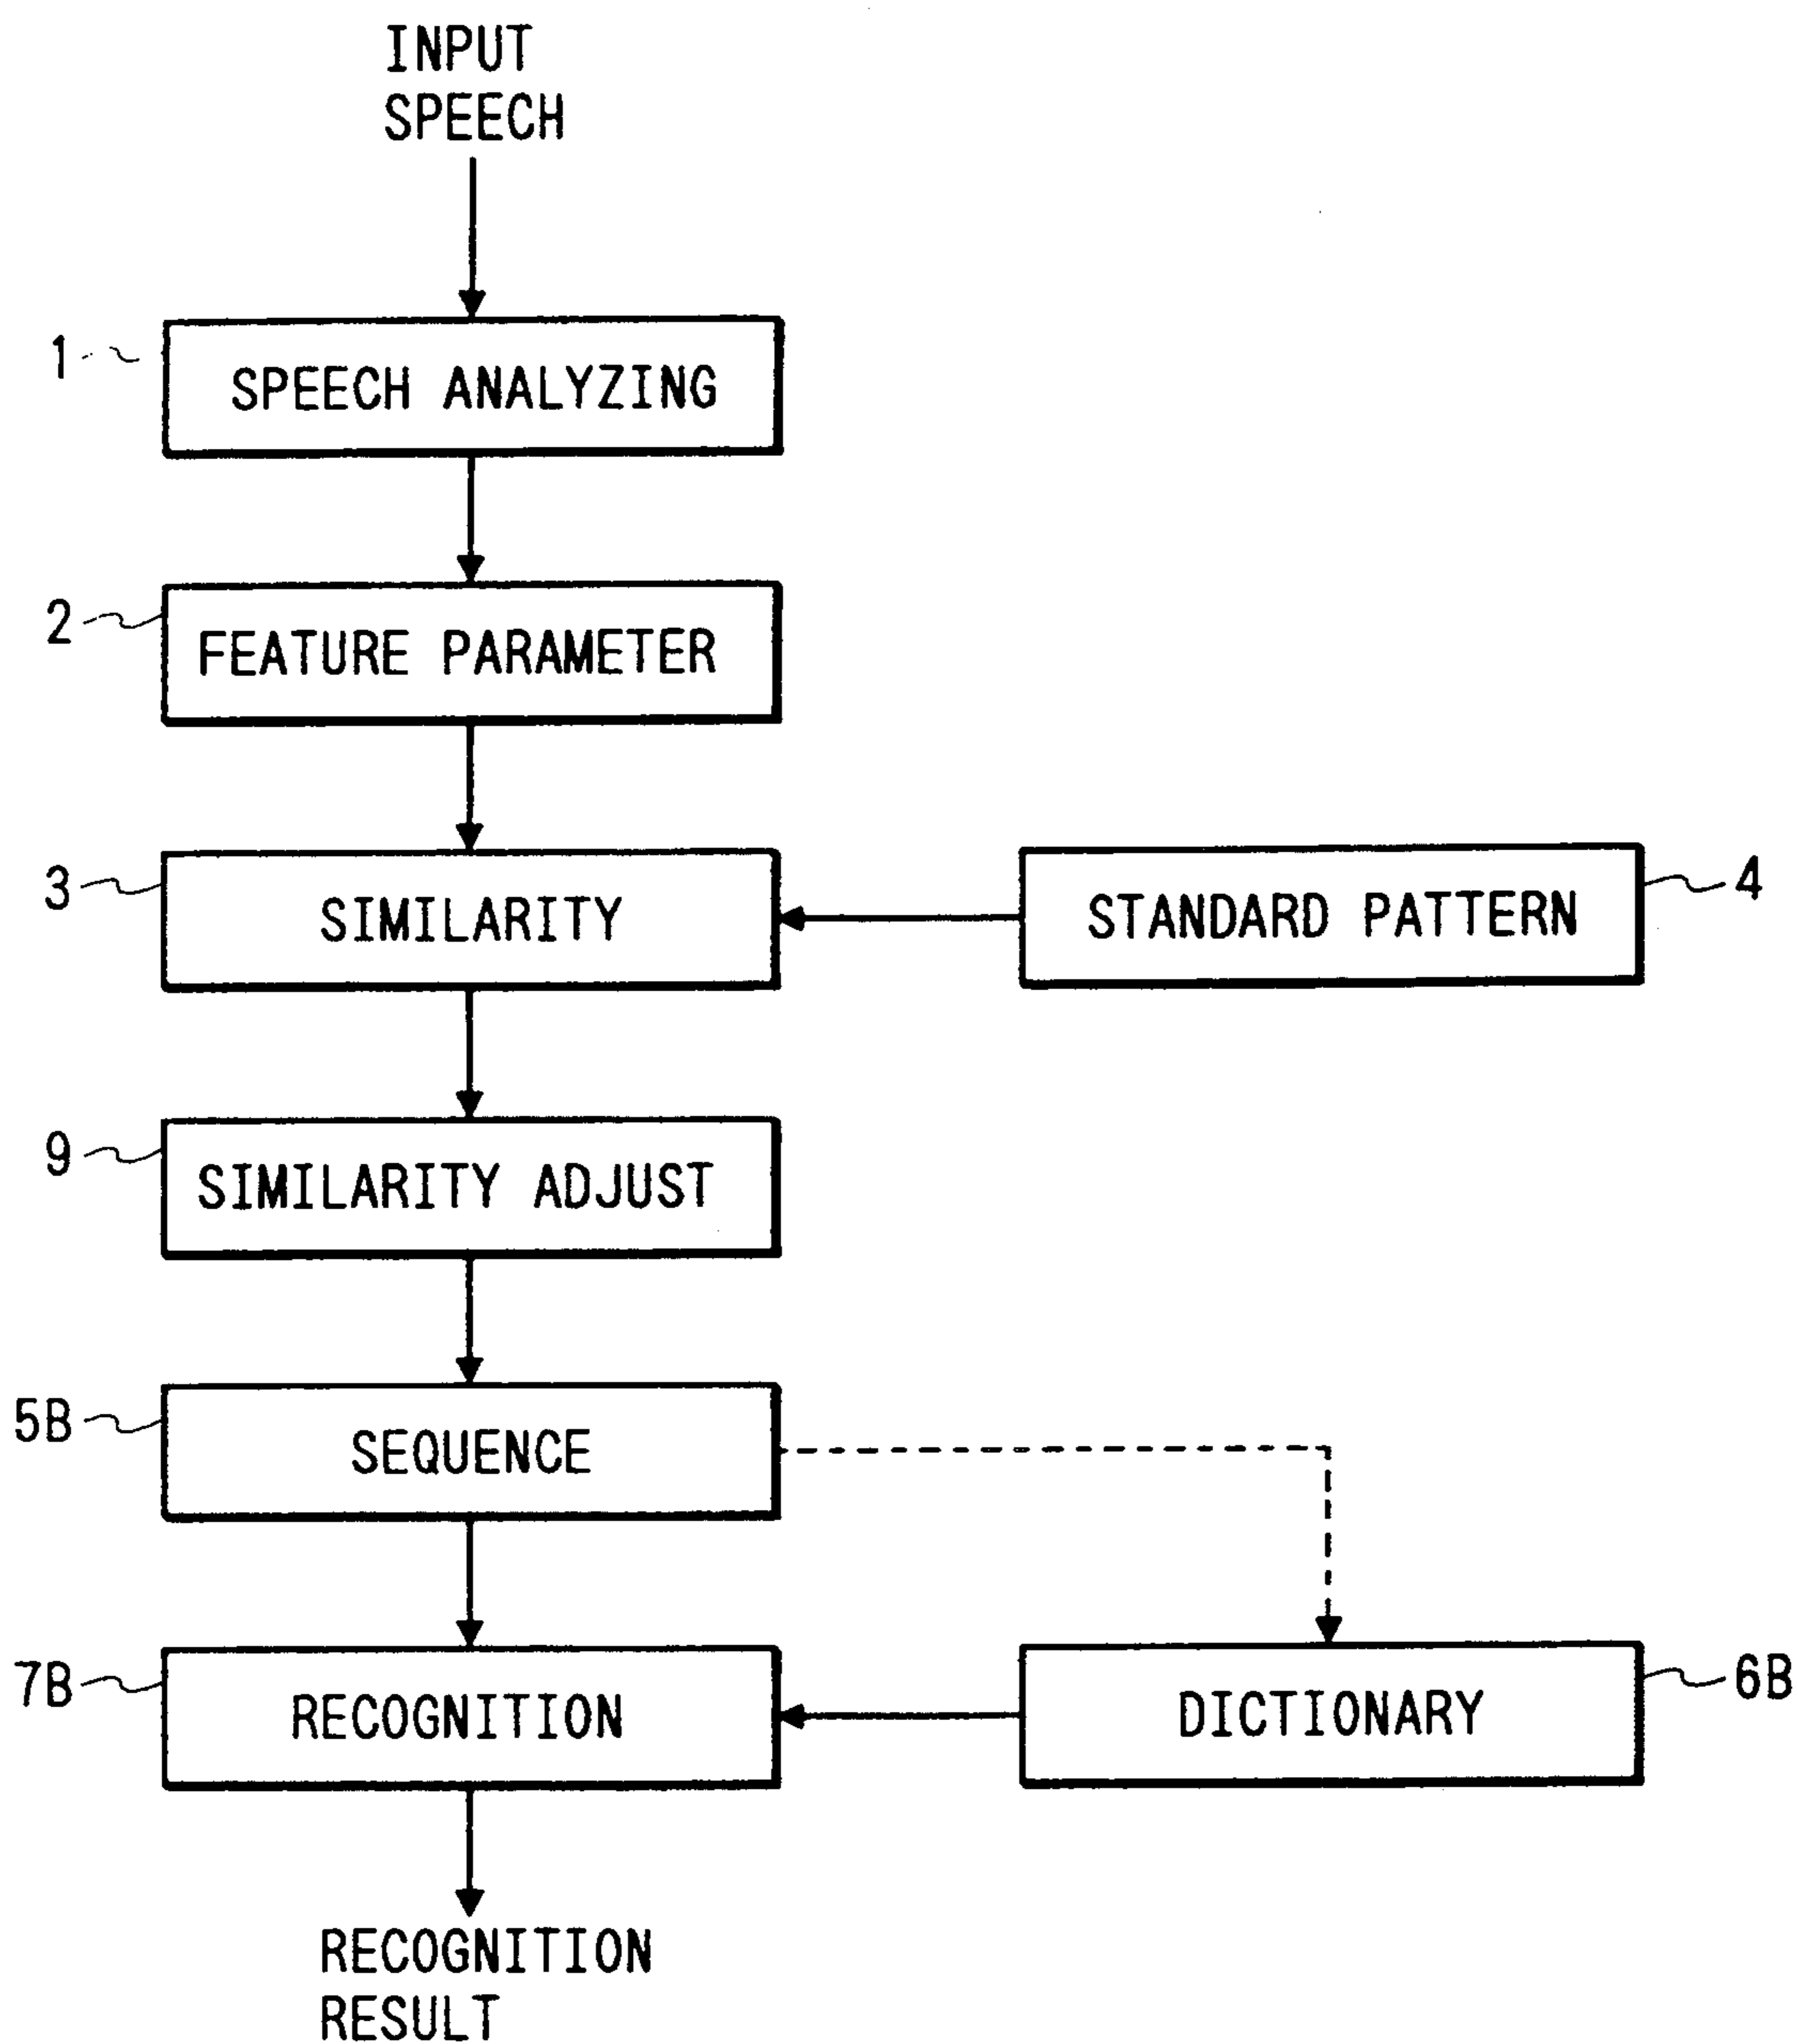 INPUT
SPEECH
1
SPEECH ANALYZING
2
FEATURE PARAMETER
3
SIMILARITY
STANDARD PATTERN
4
9
SIMILARITY ADJUST
5B
SEQUENCE
7B
RECOGNITION
DICTIONARY
6B
RECOGNITION
RESULT